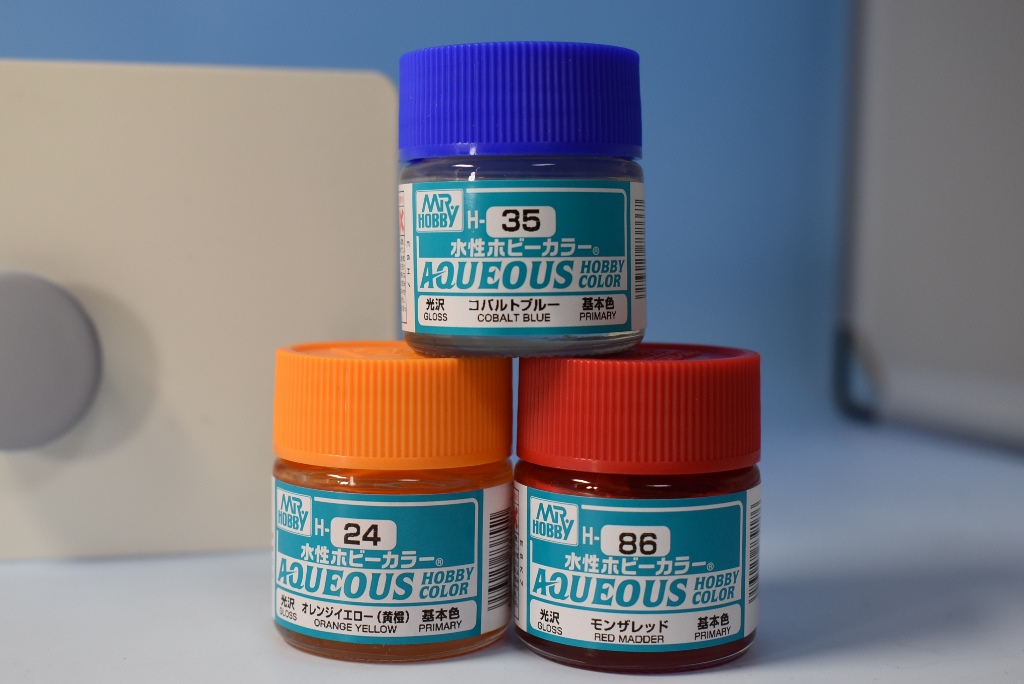 MR.
HOBBY
H-35
水性ホビーカラー®
AQUEOUS HOBBY COLOR
光沢 コバルトブルー 基本色
GLOSS COBALT BLUE PRIMARY
MR.
HOBBY
H-24
水性ホビーカラー®
AQUEOUS HOBBY COLOR
光沢 オレンジイエロー(黄橙) 基本色
GLOSS ORANGE YELLOW PRIMARY
MR.
HOBBY
H-86
水性ホビーカラー®
AQUEOUS HOBBY COLOR
光沢 モンザレッド 基本色
GLOSS RED MADDER PRIMARY